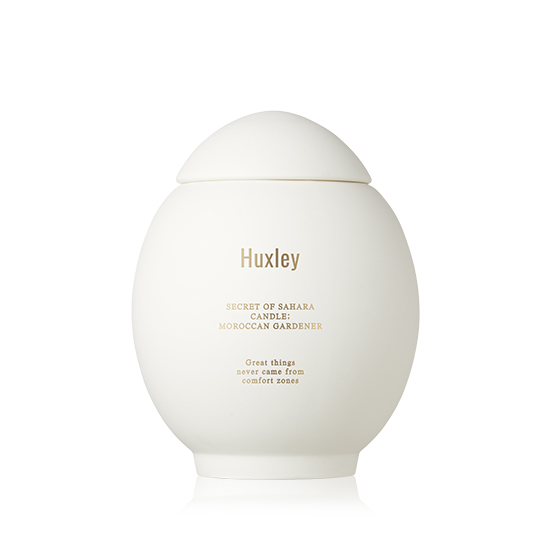 Huxley
SECRET OF SAHARA
CANDLE:
MOROCCAN GARDENER
Great things
never came from
comfort zones